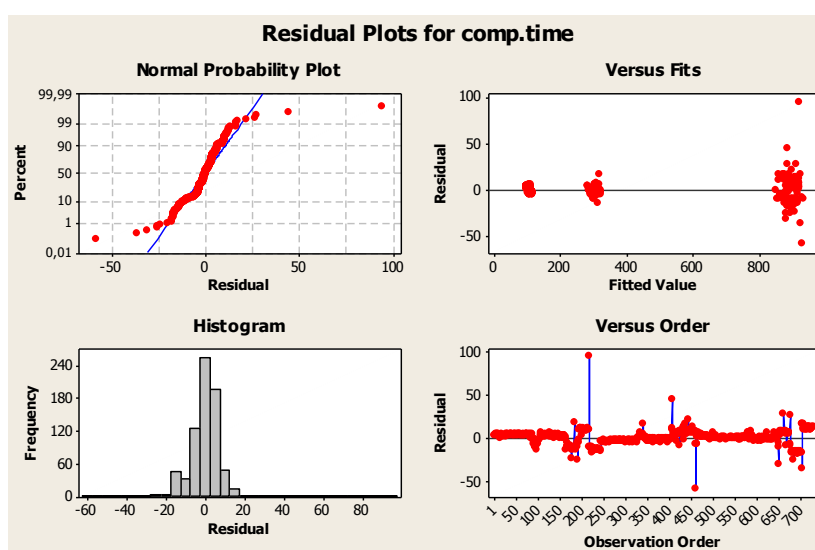 Residual Plots for comp.time
Normal Probability Plot
99,99
99
90
50
10
1
0,01
Percent
-50 0 50 100
Residual
Versus Fits
100
50
0
-50
Residual
0 200 400 600 800
Fitted Value
Histogram
240
180
120
60
0
Frequency
-60 -40 -20 0 20 40 60 80
Residual
Versus Order
100
50
0
-50
Residual
1 50 100 150 200 250 300 350 400 450 500 550 600 650 700
Observation Order